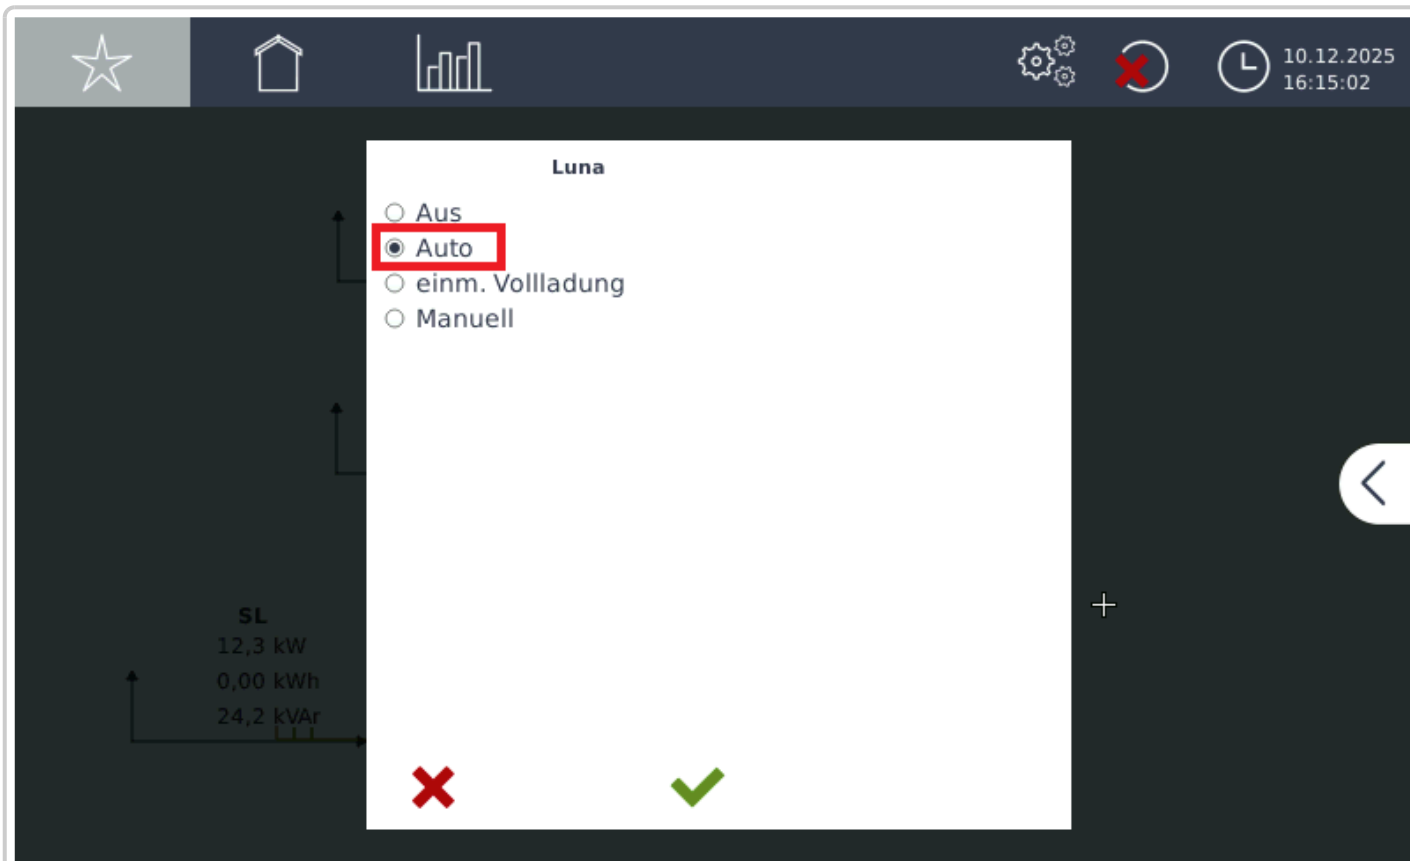 10.12.2025
16:15:02
Luna
Aus
Auto
einm. Vollladung
Manuell
SL
12,3 kW
0,00 kWh
24,2 kVAr